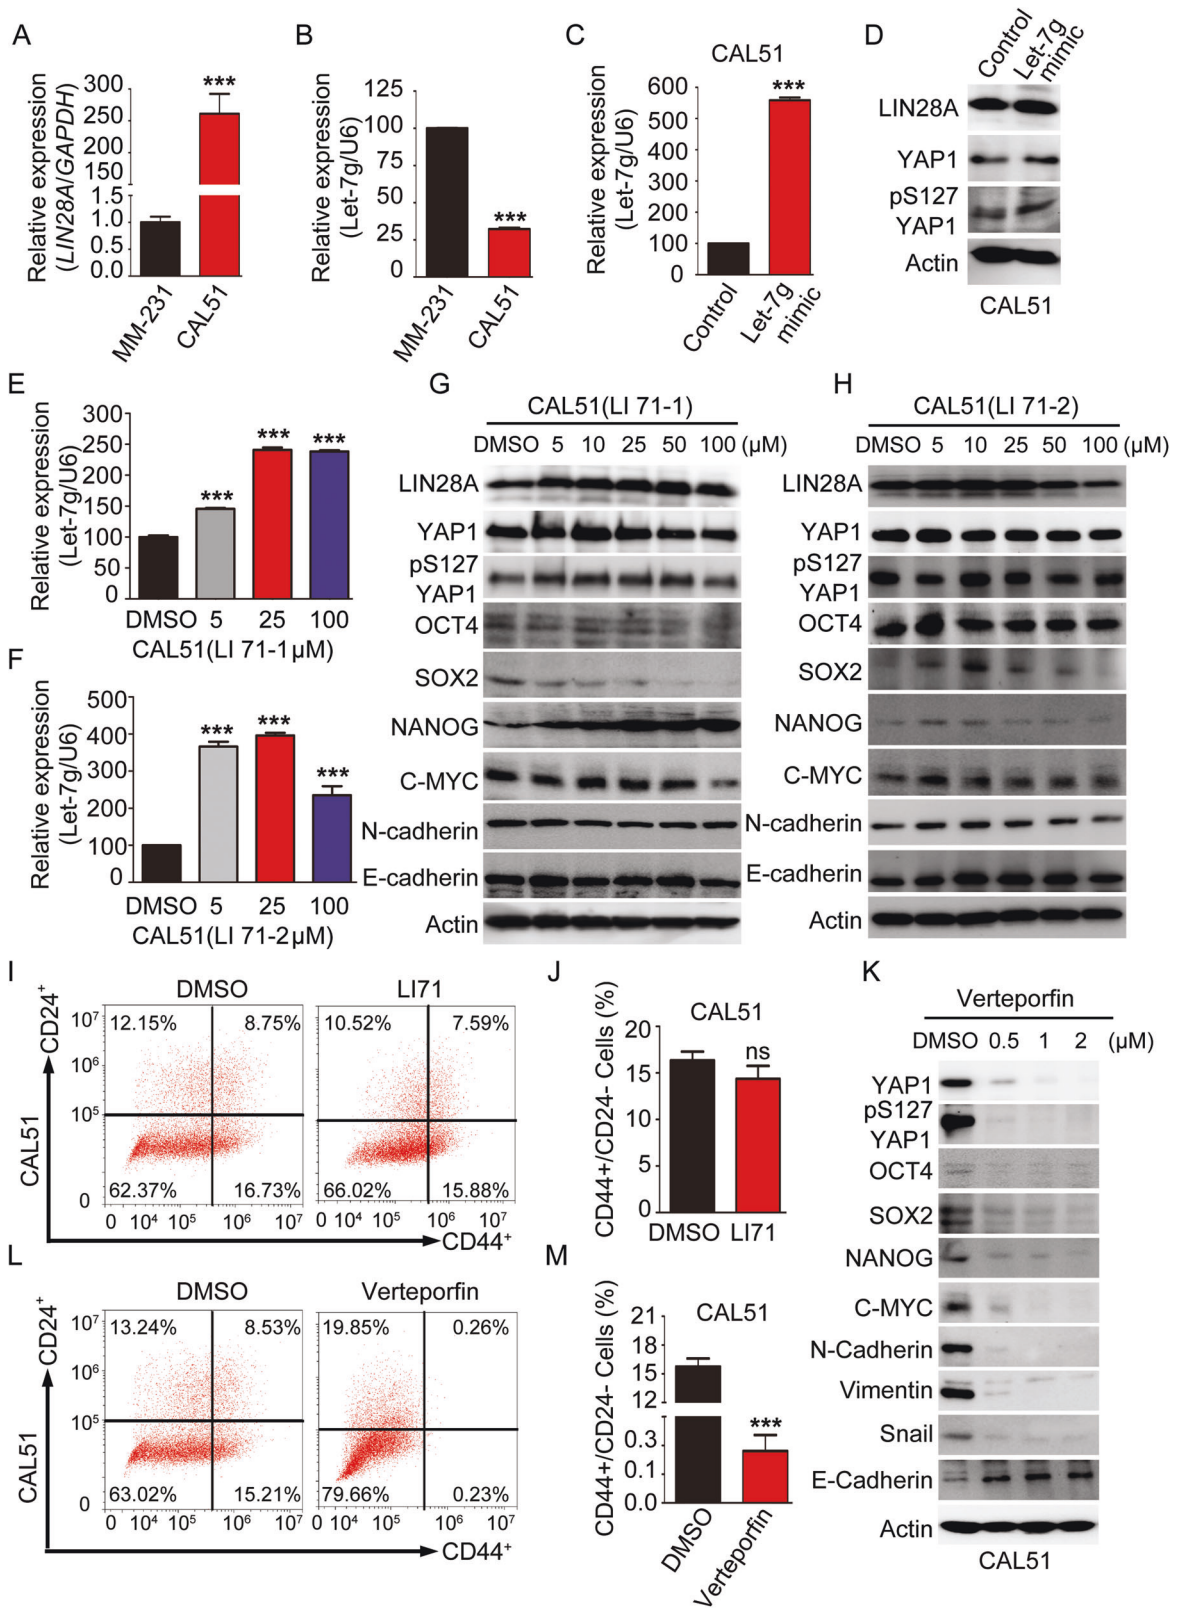 A
Relative expression
(LIN28A/GAPDH)
300
250
200
150
1.5
1.0
0.5
0.0
***
MM-231
CAL51
B
Relative expression
(Let-7g/U6)
125
100
75
50
25
0
***
MM-231
CAL51
C
CAL51
Relative expression
(Let-7g/U6)
600
500
400
300
200
100
0
***
Control
Let-7g
mimic
D
Control
Let-7g
mimic
LIN28A
YAP1
pS127
YAP1
Actin
CAL51
E
Relative expression
(Let-7g/U6)
300
250
200
150
100
50
0
***
***
***
DMSO 5 25 100
CAL51(LI 71-1µM)
F
Relative expression
(Let-7g/U6)
500
400
300
200
100
0
***
***
***
DMSO 5 25 100
CAL51(LI 71-2µM)
G
CAL51(LI 71-1)
DMSO 5 10 25 50 100 (µM)
LIN28A
YAP1
pS127
YAP1
OCT4
SOX2
NANOG
C-MYC
N-cadherin
E-cadherin
Actin
H
CAL51(LI 71-2)
DMSO 5 10 25 50 100 (µM)
LIN28A
YAP1
pS127
YAP1
OCT4
SOX2
NANOG
C-MYC
N-cadherin
E-cadherin
Actin
I
DMSO
LI71
CD24+
CAL51
10⁷
10⁶
10⁵
0
12.15% 8.75%
62.37% 16.73%
10.52% 7.59%
66.02% 15.88%
0 10⁴ 10⁵ 10⁶ 10⁷
0 10⁴ 10⁵ 10⁶ 10⁷
CD44+
J
CAL51
CD44+/CD24- Cells (%)
20
15
10
5
0
ns
DMSO LI71
K
Verteporfin
DMSO 0.5 1 2 (µM)
YAP1
pS127
YAP1
OCT4
SOX2
NANOG
C-MYC
N-Cadherin
Vimentin
Snail
E-Cadherin
Actin
CAL51
L
DMSO
Verteporfin
CD24+
CAL51
10⁷
10⁶
10⁵
0
13.24% 8.53%
63.02% 15.21%
19.85% 0.26%
79.66% 0.23%
0 10⁴ 10⁵ 10⁶ 10⁷
0 10⁴ 10⁵ 10⁶ 10⁷
CD44+
M
CAL51
CD44+/CD24- Cells (%)
21
18
15
12
0.3
0.1
0.0
***
DMSO
Verteporfin